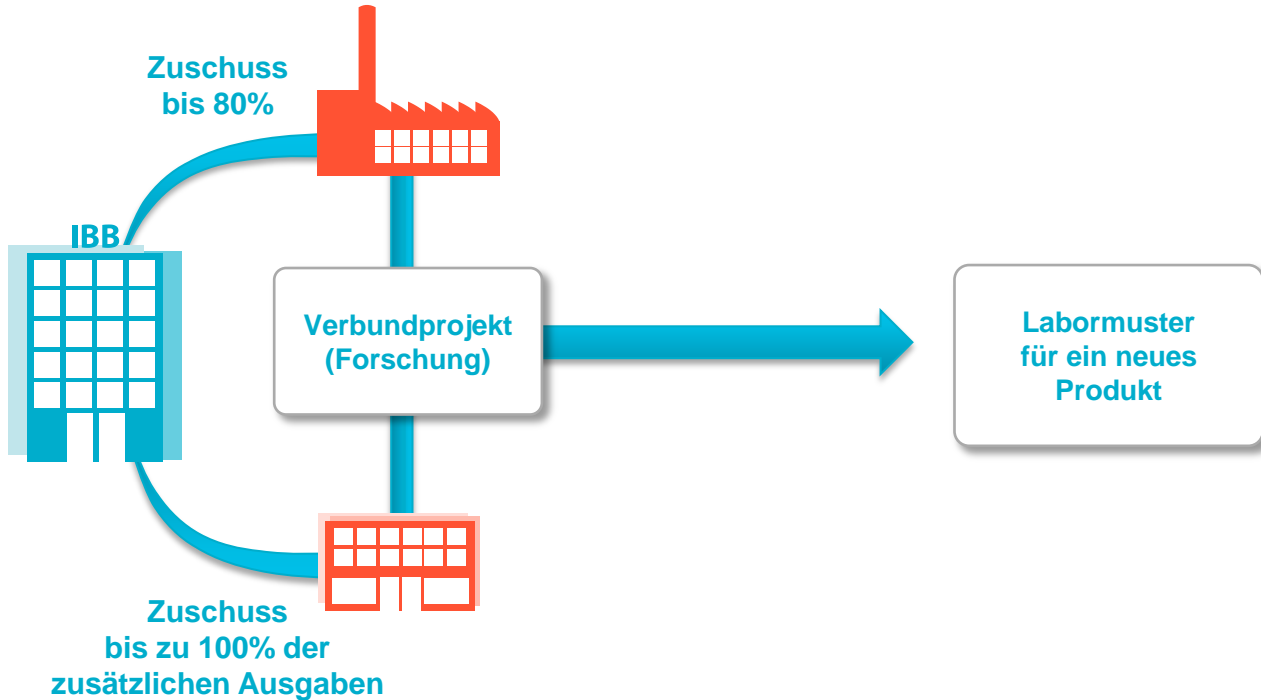 Zuschuss
bis 80%
IBB
Verbundprojekt
(Forschung)
Labormuster
für ein neues
Produkt
Zuschuss
bis zu 100% der
zusätzlichen Ausgaben